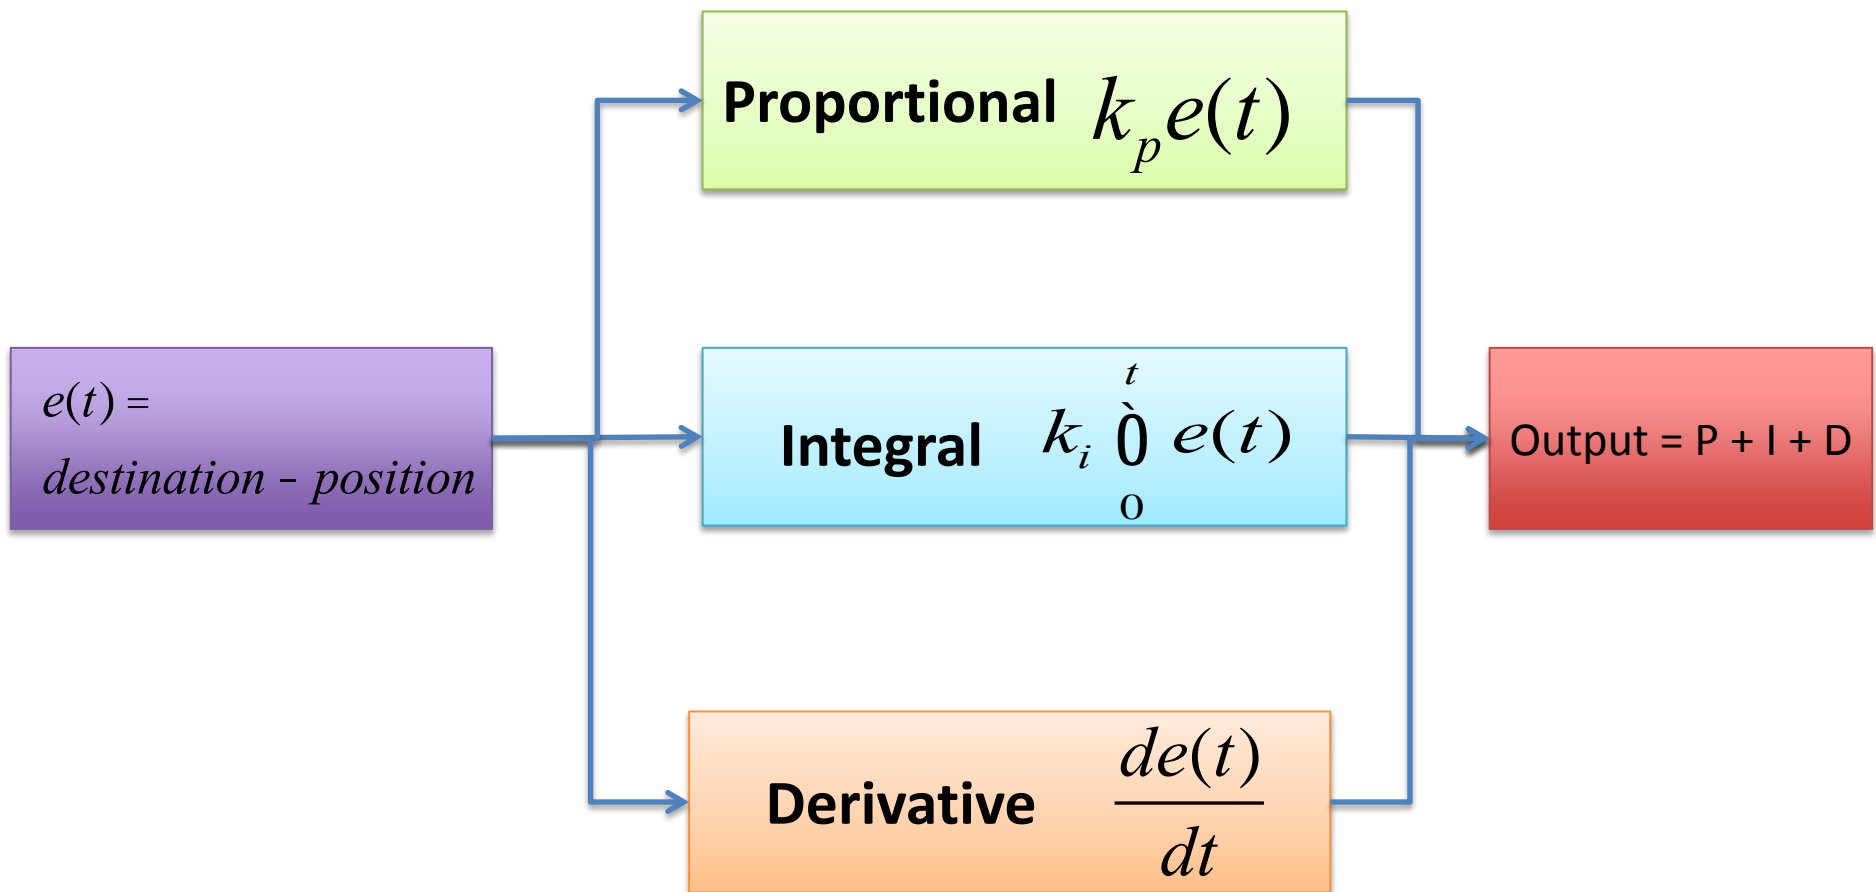 Proportional k_p e(t)
e(t) =
destination - position
t
Integral k_i ò e(t)
0
Output = P + I + D
Derivative de(t)
dt